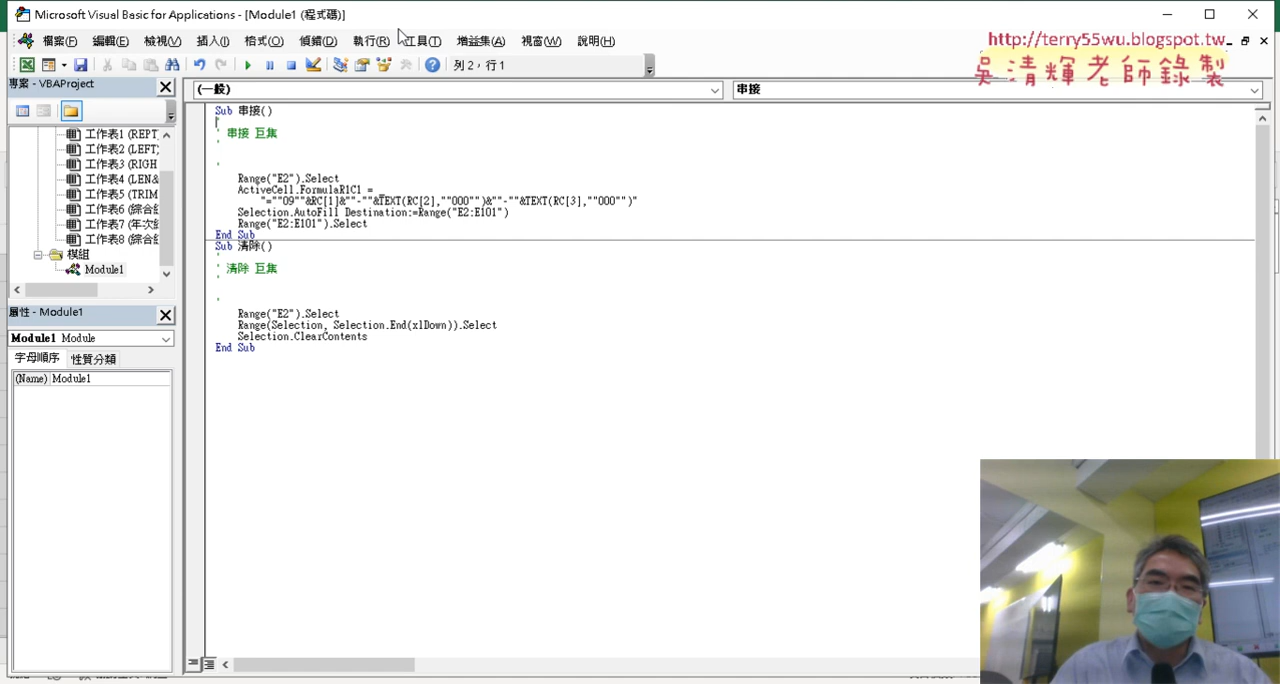 Microsoft Visual Basic for Applications - [Module1 (程式碼)]
檔案(F) 編輯(E) 檢視(V) 插入(I) 格式(O) 偵錯(D) 執行(R) 工具(T) 增益集(A) 視窗(W) 說明(H)
http://terry55wu.blogspot.tw
吳清輝老師錄製
列 2，行 1
專案 - VBAProject
(一般)
串接
工作表1 (REPT
工作表2 (LEFT)
工作表3 (RIGH
工作表4 (LEN&
工作表5 (TRIM
工作表6 (綜合
工作表7 (年次
工作表8 (綜合
模組
Module1
屬性 - Module1
Module1 Module
字母順序 性質分類
(Name) Module1
Sub 串接()
'
' 串接 巨集
'
'
Range("E2").Select
ActiveCell.FormulaR1C1 = _
"=""09""&RC[1]&""-""&TEXT(RC[2],""000"")&""-""&TEXT(RC[3],""000"")"
Selection.AutoFill Destination:=Range("E2:E101")
Range("E2:E101").Select
End Sub
Sub 清除()
'
' 清除 巨集
'
'
Range("E2").Select
Range(Selection, Selection.End(xlDown)).Select
Selection.ClearContents
End Sub